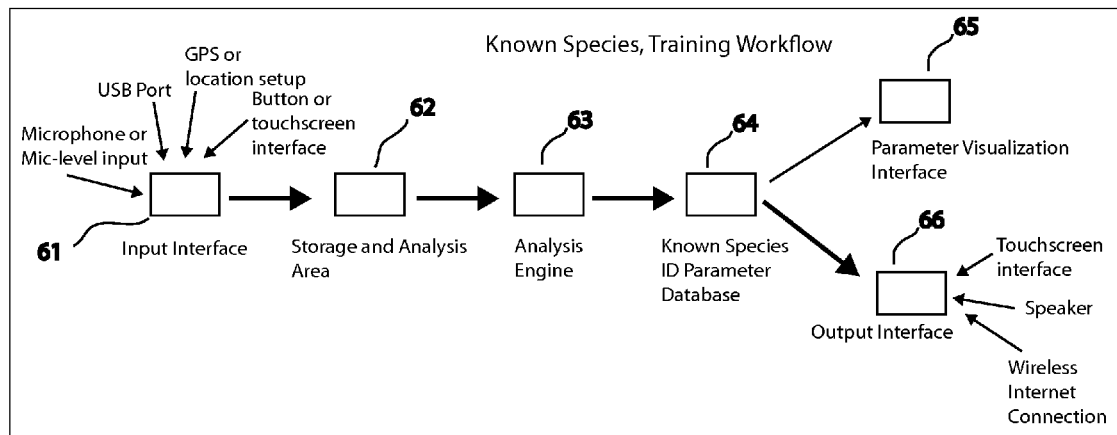 Known Species, Training Workflow
GPS or
location setup
USB Port
Button or
touchscreen
interface
Microphone or
Mic-level input
61
Input Interface
62
Storage and Analysis
Area
63
Analysis
Engine
64
Known Species
ID Parameter
Database
65
Parameter Visualization
Interface
66
Output Interface
Touchscreen
interface
Speaker
Wireless
Internet
Connection